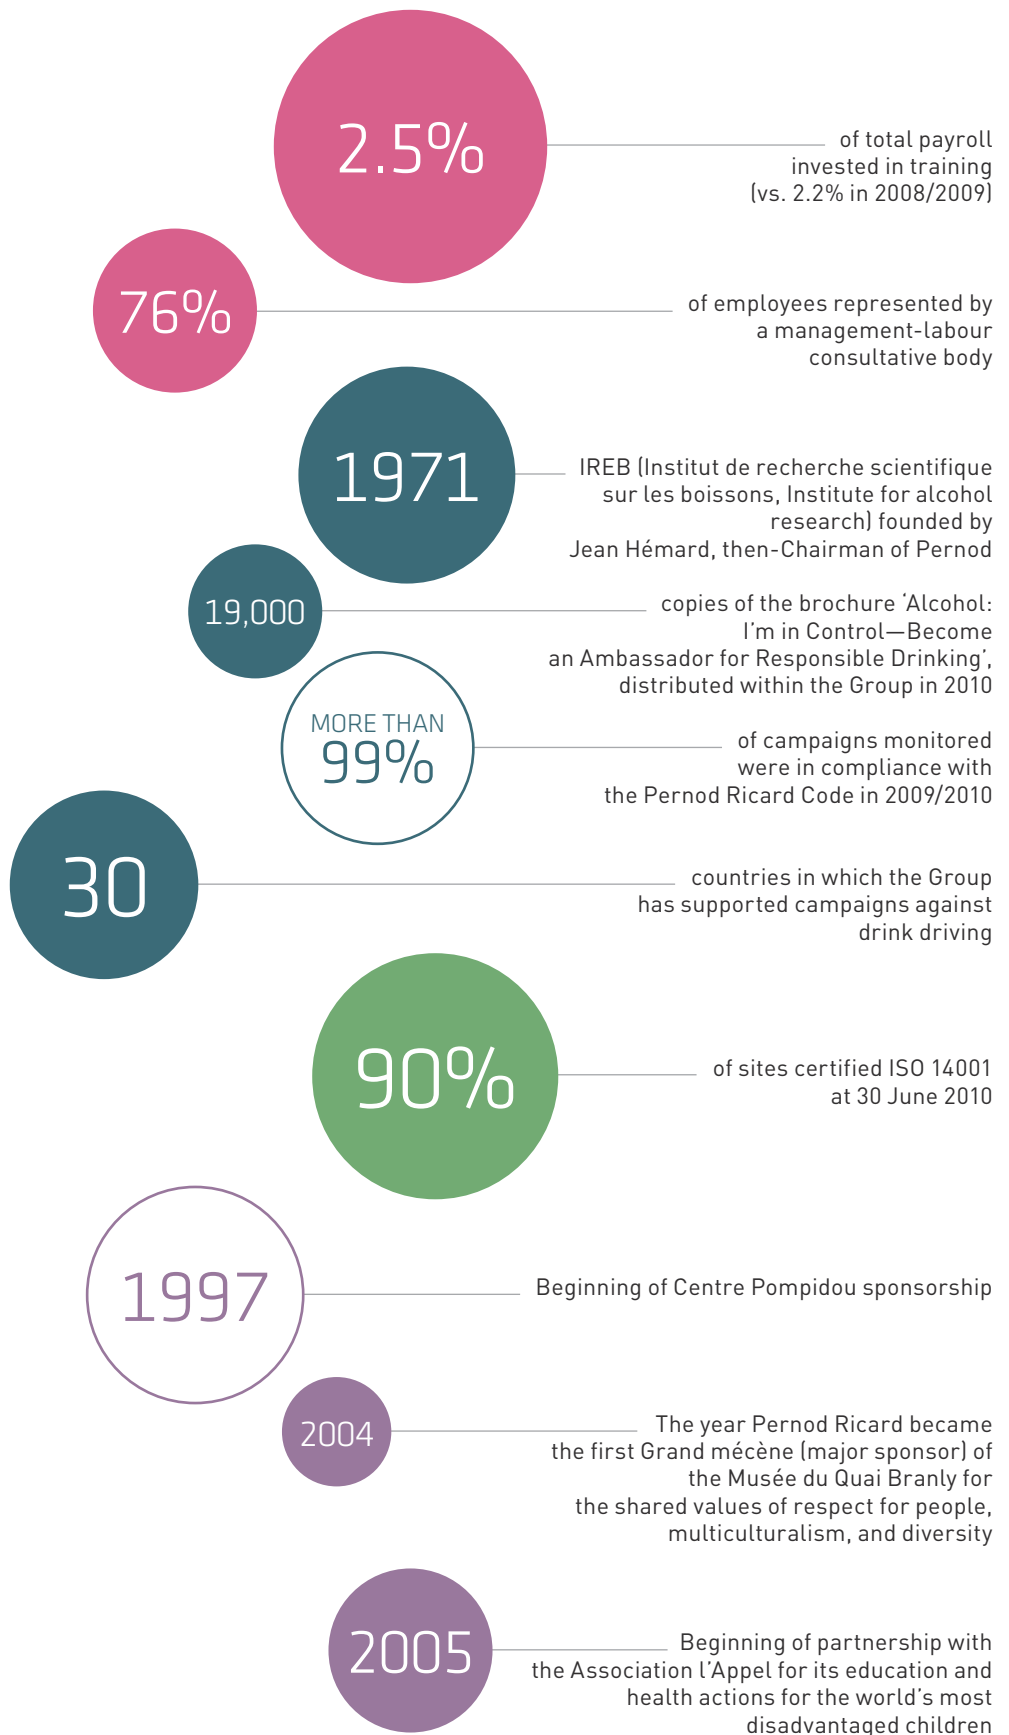 2.5%
of total payroll
invested in training
(vs. 2.2% in 2008/2009)
76%
of employees represented by
a management-labour
consultative body
1971
IREB (Institut de recherche scientifique
sur les boissons, Institute for alcohol
research) founded by
Jean Hémard, then-Chairman of Pernod
19,000
copies of the brochure ‘Alcohol:
I’m in Control—Become
an Ambassador for Responsible Drinking’,
distributed within the Group in 2010
MORE THAN
99%
of campaigns monitored
were in compliance with
the Pernod Ricard Code in 2009/2010
30
countries in which the Group
has supported campaigns against
drink driving
90%
of sites certified ISO 14001
at 30 June 2010
1997
Beginning of Centre Pompidou sponsorship
2004
The year Pernod Ricard became
the first Grand mécène (major sponsor) of
the Musée du Quai Branly for
the shared values of respect for people,
multiculturalism, and diversity
2005
Beginning of partnership with
the Association l’Appel for its education and
health actions for the world’s most
disadvantaged children